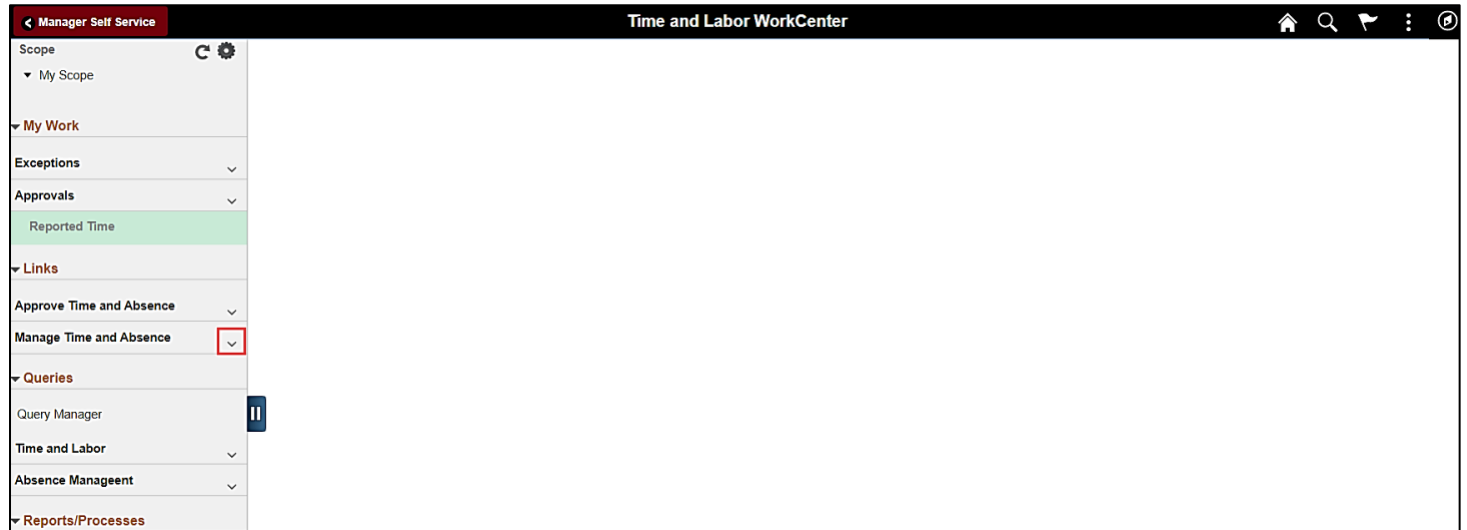 Manager Self Service
Time and Labor WorkCenter
Scope
My Scope
My Work
Exceptions
Approvals
Reported Time
Links
Approve Time and Absence
Manage Time and Absence
Queries
Query Manager
Time and Labor
Absence Manageent
Reports/Processes